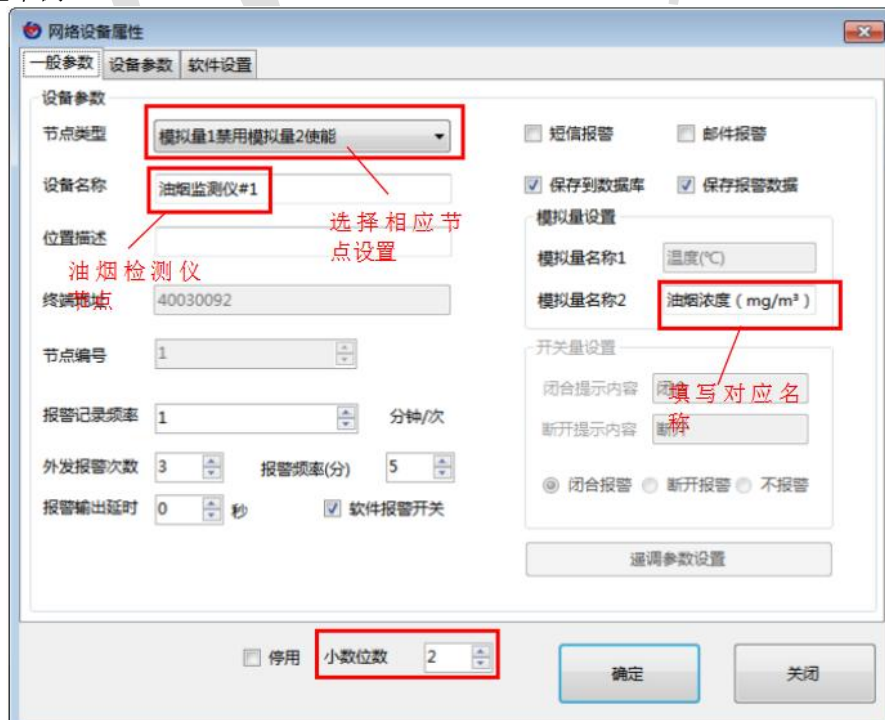 网络设备属性
一般参数 设备参数 软件设置
设备参数
节点类型 模拟量1禁用模拟量2使能
短信报警 邮件报警
设备名称 油烟监测仪#1
保存到数据库 保存报警数据
选择相应节
点设置
位置描述
油烟检测仪
节点
模拟量设置
模拟量名称1 温度(℃)
终端地址 40030092
模拟量名称2 油烟浓度（mg/m³）
节点编号 1
开关量设置
闭合提示内容
填写对应名
称
报警记录频率 1 分钟/次
断开提示内容 断开
外发报警次数 3 报警频率(分) 5
闭合报警 断开报警 不报警
报警输出延时 0 秒 软件报警开关
遥调参数设置
停用 小数位数 2 确定 关闭